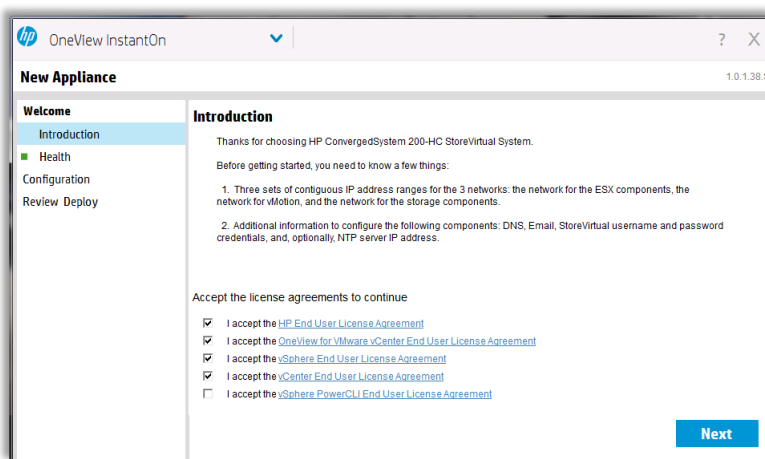 hp OneView InstantOn ? X
New Appliance 1.0.1.38.
Welcome
Introduction
Health
Configuration
Review Deploy
Introduction
Thanks for choosing HP ConvergedSystem 200-HC StoreVirtual System.
Before getting started, you need to know a few things:
1. Three sets of contiguous IP address ranges for the 3 networks: the network for the ESX components, the
network for vMotion, and the network for the storage components.
2. Additional information to configure the following components: DNS, Email, StoreVirtual username and password
credentials, and, optionally, NTP server IP address.
Accept the license agreements to continue
I accept the HP End User License Agreement
I accept the OneView for VMware vCenter End User License Agreement
I accept the vSphere End User License Agreement
I accept the vCenter End User License Agreement
I accept the vSphere PowerCLI End User License Agreement
Next